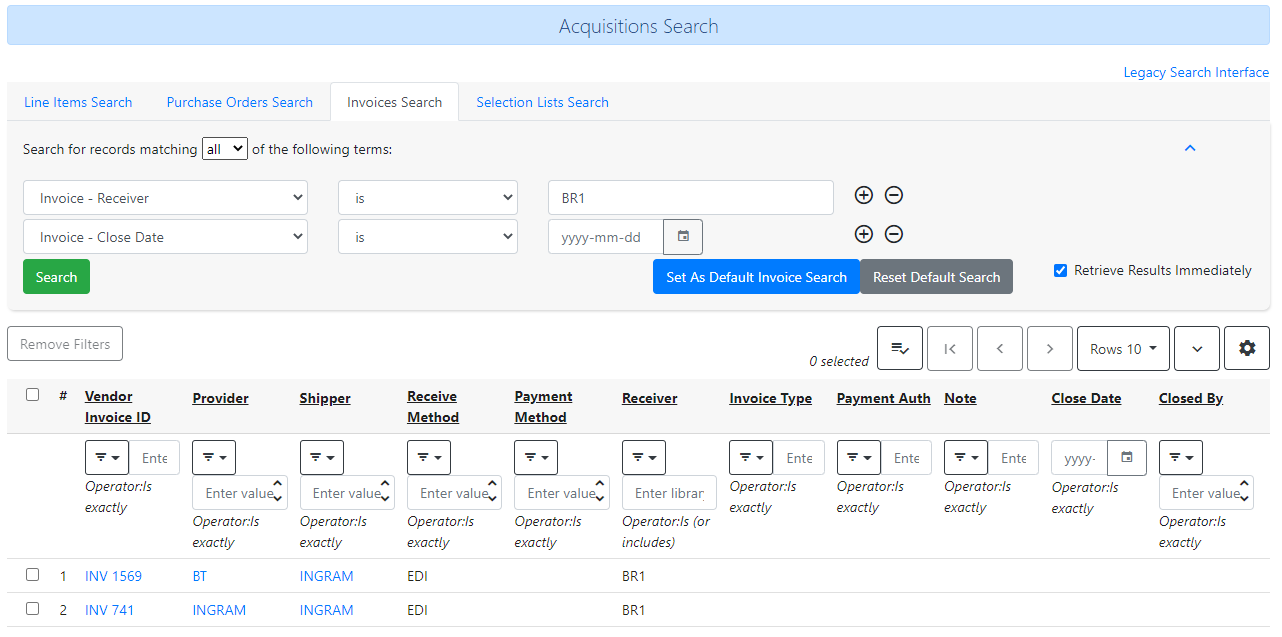 Acquisitions Search
Legacy Search Interface
Line Items Search Purchase Orders Search Invoices Search Selection Lists Search
Search for records matching all of the following terms:
Invoice - Receiver is BR1
Invoice - Close Date is yyyy-mm-dd
Search Set As Default Invoice Search Reset Default Search Retrieve Results Immediately
Remove Filters 0 selected Rows 10
# Vendor Invoice ID Provider Shipper Receive Method Payment Method Receiver Invoice Type Payment Auth Note Close Date Closed By
Ente Ente Ente Ente yyyy-
Enter value Enter value Enter value Enter value Enter librar Enter value
Operator:Is exactly Operator:Is exactly Operator:Is exactly Operator:Is exactly Operator:Is exactly Operator:Is (or includes) Operator:Is exactly Operator:Is exactly Operator:Is exactly Operator:Is exactly Operator:Is exactly
1 INV 1569 BT INGRAM EDI BR1
2 INV 741 INGRAM INGRAM EDI BR1